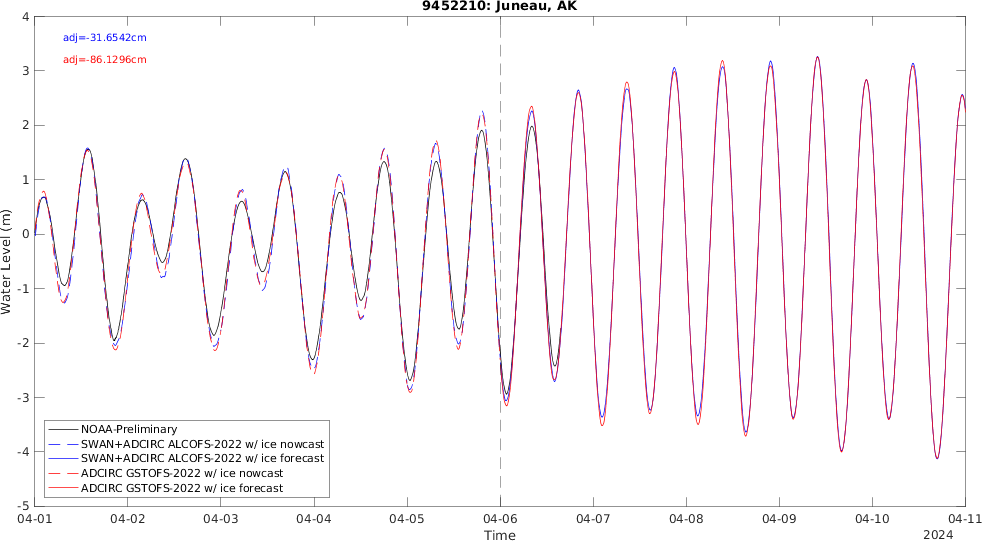 9452210: Juneau, AK
adj=-31.6542cm
adj=-86.1296cm
Water Level (m)
4
3
2
1
0
-1
-2
-3
-4
-5
NOAA-Preliminary
SWAN+ADCIRC ALCOFS-2022 w/ ice nowcast
SWAN+ADCIRC ALCOFS-2022 w/ ice forecast
ADCIRC GSTOFS-2022 w/ ice nowcast
ADCIRC GSTOFS-2022 w/ ice forecast
04-01 04-02 04-03 04-04 04-05 04-06 04-07 04-08 04-09 04-10 04-11
Time
2024